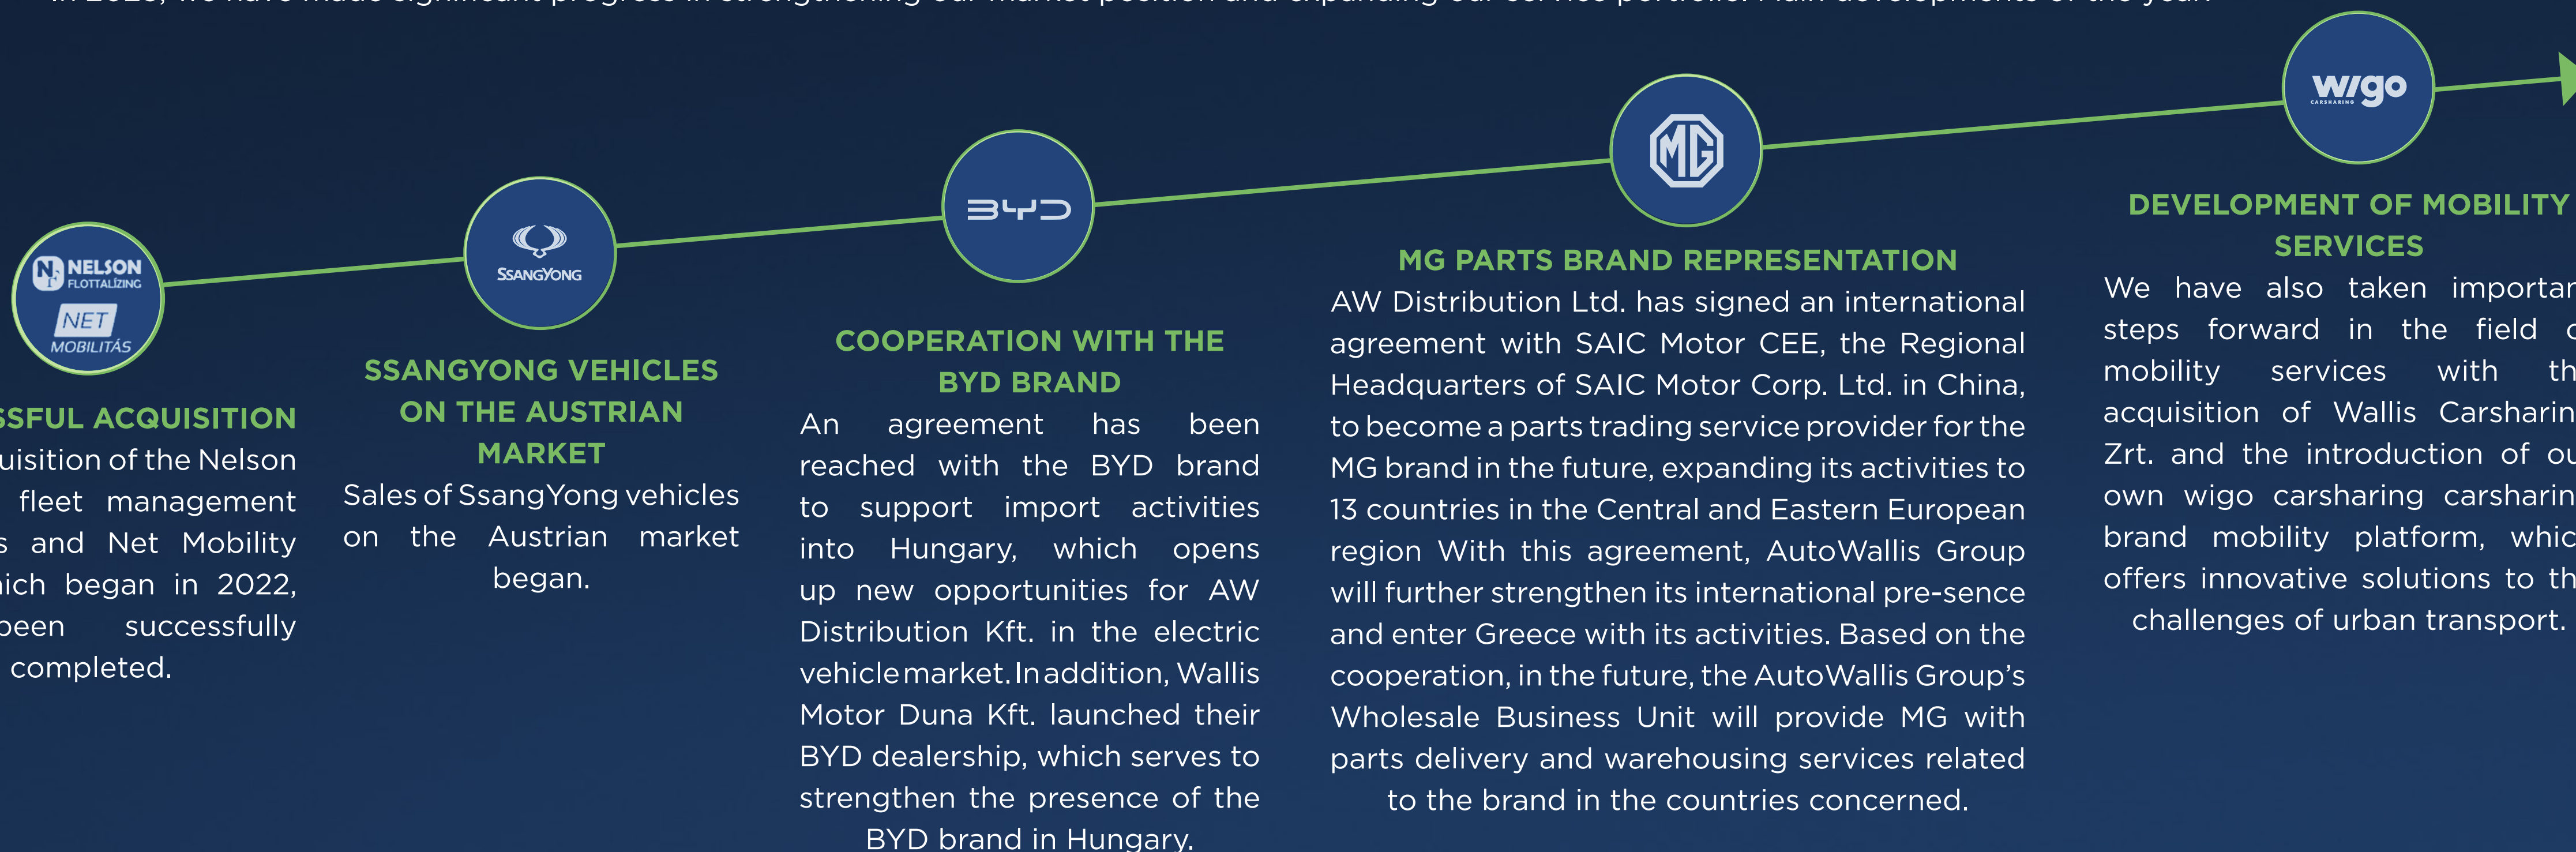 NELSON
FLOTTALÍZING
NET
MOBILITÁS
SSFUL ACQUISITION
uisition of the Nelson
fleet management
s and Net Mobility
ich began in 2022,
been successfully
completed.
SSANGYONG
SSANGYONG VEHICLES
ON THE AUSTRIAN
MARKET
Sales of SsangYong vehicles
on the Austrian market
began.
BYD
COOPERATION WITH THE
BYD BRAND
An agreement has been
reached with the BYD brand
to support import activities
into Hungary, which opens
up new opportunities for AW
Distribution Kft. in the electric
vehicle market. In addition, Wallis
Motor Duna Kft. launched their
BYD dealership, which serves to
strengthen the presence of the
BYD brand in Hungary.
MG
MG PARTS BRAND REPRESENTATION
AW Distribution Ltd. has signed an international
agreement with SAIC Motor CEE, the Regional
Headquarters of SAIC Motor Corp. Ltd. in China,
to become a parts trading service provider for the
MG brand in the future, expanding its activities to
13 countries in the Central and Eastern European
region With this agreement, AutoWallis Group
will further strengthen its international pre-sence
and enter Greece with its activities. Based on the
cooperation, in the future, the AutoWallis Group's
Wholesale Business Unit will provide MG with
parts delivery and warehousing services related
to the brand in the countries concerned.
wigo
CARSHARING
DEVELOPMENT OF MOBILITY
SERVICES
We have also taken importan
steps forward in the field o
mobility services with th
acquisition of Wallis Carsharin
Zrt. and the introduction of ou
own wigo carsharing carsharin
brand mobility platform, whic
offers innovative solutions to th
challenges of urban transport.